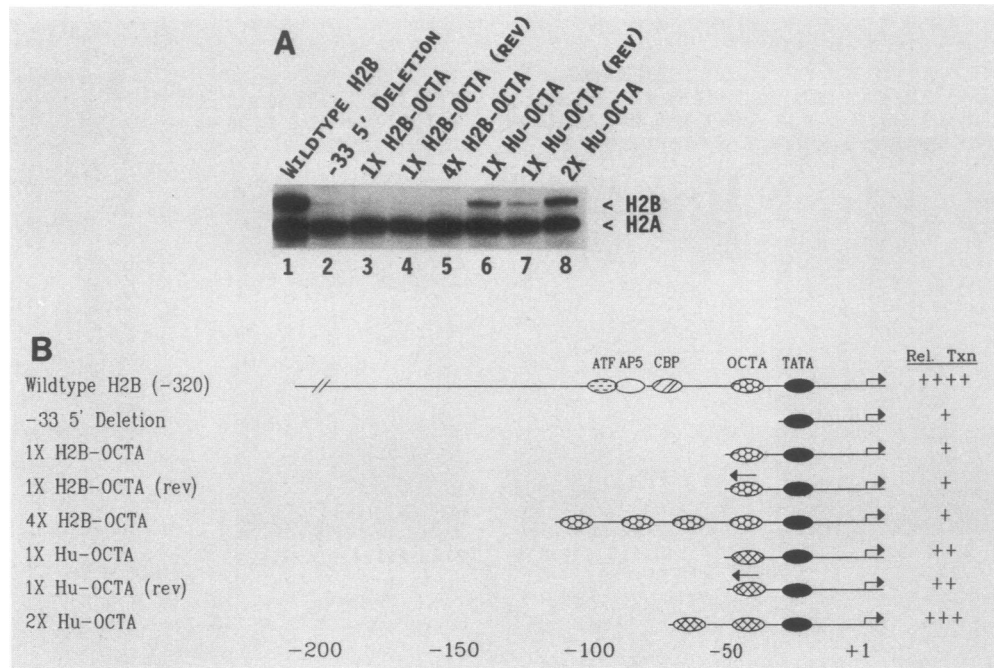 A
WILDTYPE H2B
-33 5' DELETION
1X H2B-OCTA
1X H2B-OCTA (REV)
4X H2B-OCTA
1X Hu-OCTA
1X Hu-OCTA (REV)
2X Hu-OCTA
< H2B
< H2A
1 2 3 4 5 6 7 8
B
ATF AP5 CBP OCTA TATA Rel. Txn
Wildtype H2B (-320) ++++
-33 5' Deletion +
1X H2B-OCTA +
1X H2B-OCTA (rev) +
4X H2B-OCTA +
1X Hu-OCTA ++
1X Hu-OCTA (rev) ++
2X Hu-OCTA +++
-200 -150 -100 -50 +1